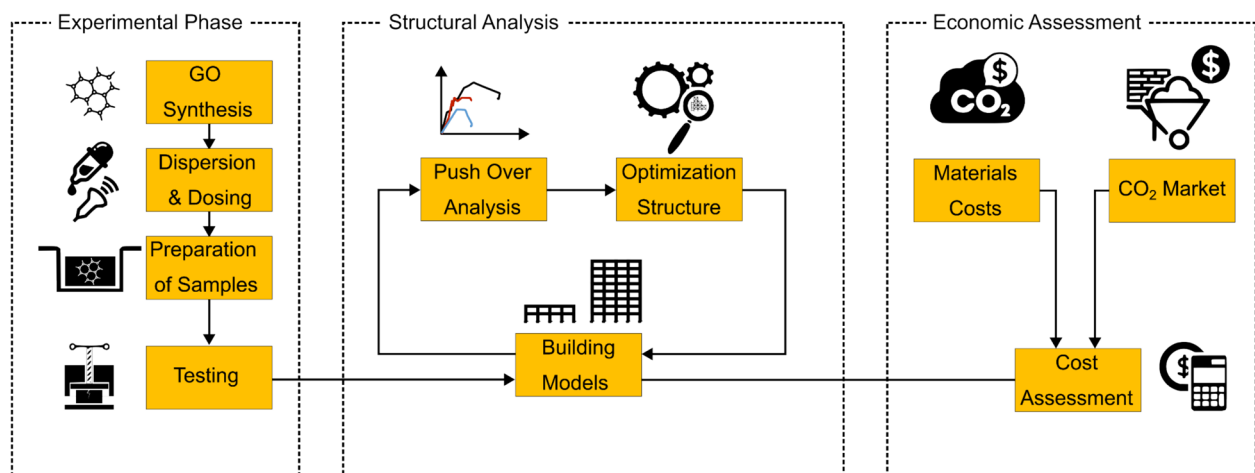 Experimental Phase
GO
Synthesis
Dispersion
& Dosing
Preparation
of Samples
Testing
Structural Analysis
Push Over
Analysis
Optimization
Structure
Building
Models
Economic Assessment
$
CO₂
$
Materials
Costs
CO₂ Market
Cost
Assessment
$